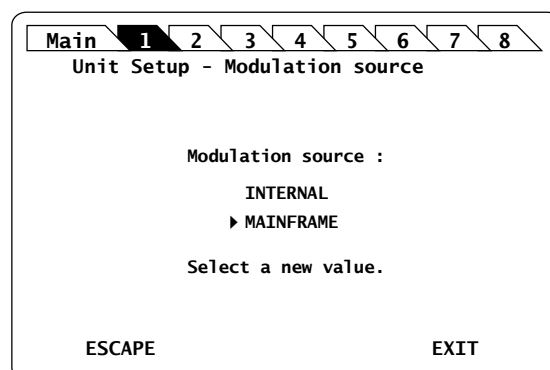 Main 1 2 3 4 5 6 7 8
Unit Setup - Modulation source
Modulation source :
INTERNAL
MAINFRAME
Select a new value.
ESCAPE EXIT